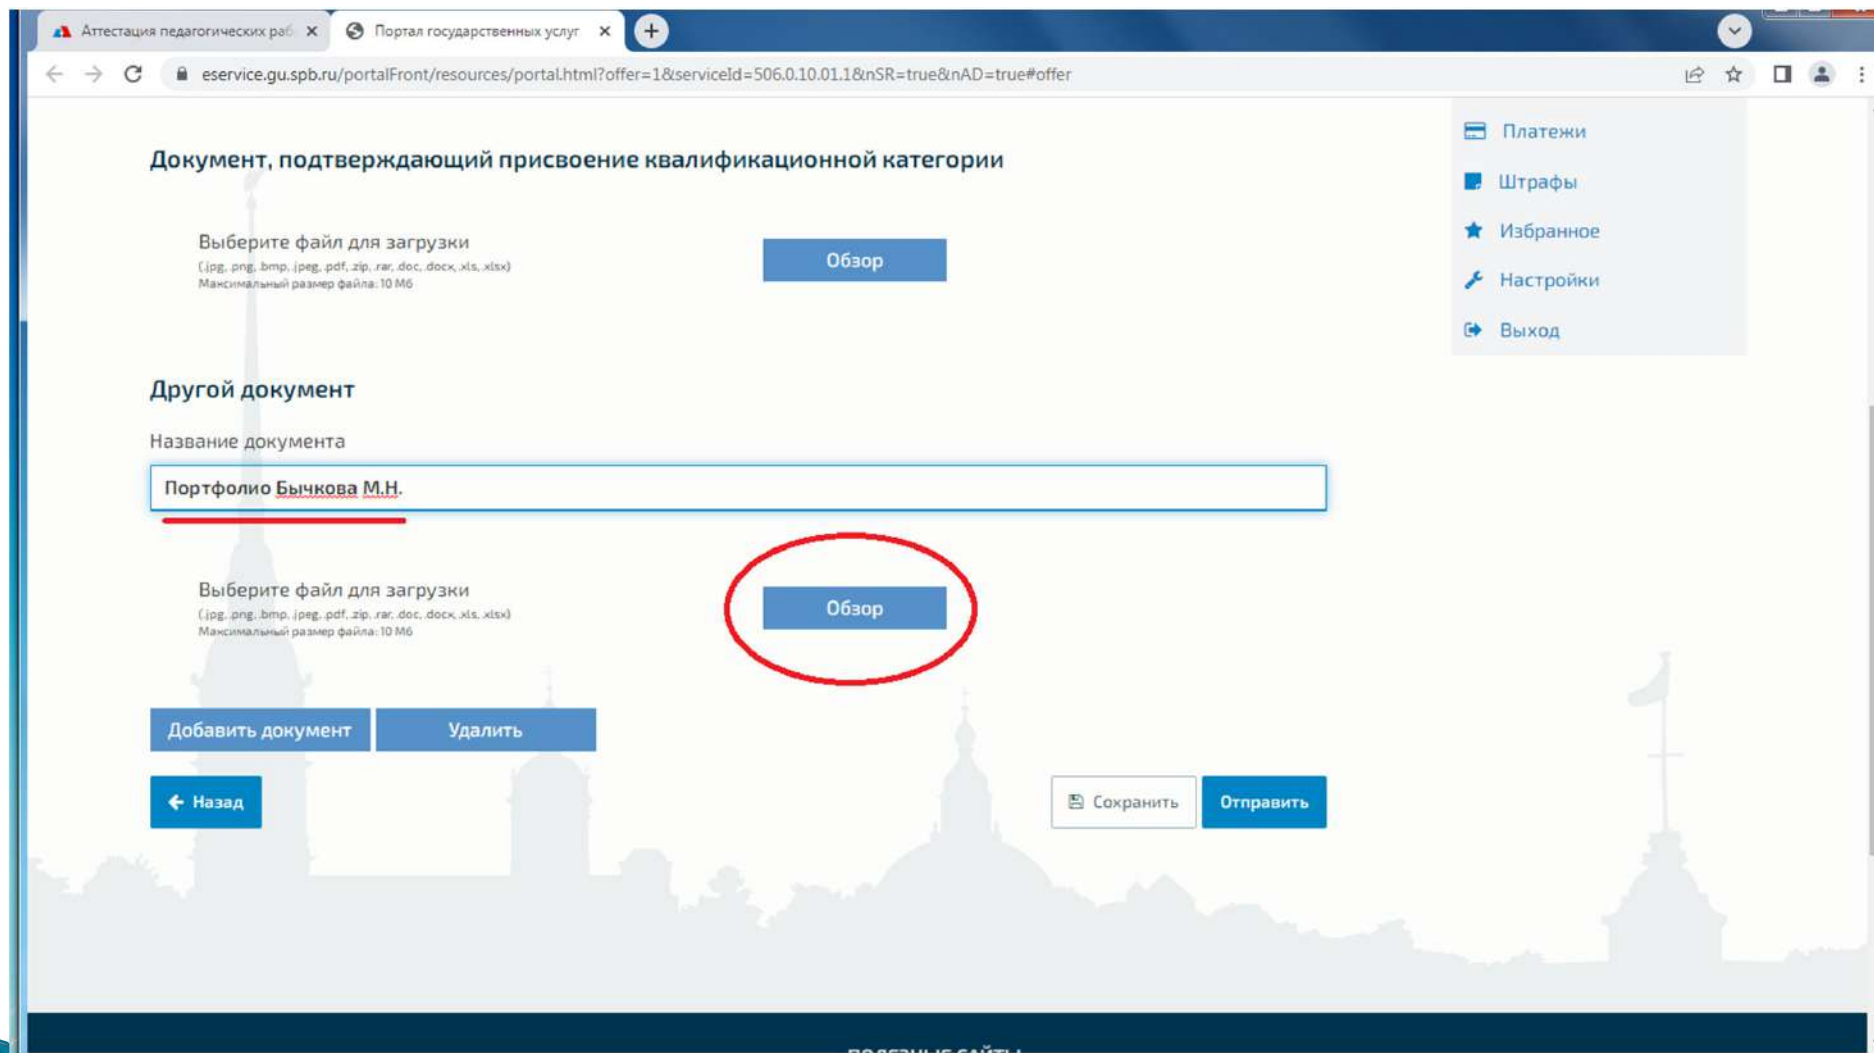 Аттестация педагогических раб
Портал государственных услуг
eservice.gu.spb.ru/portalFront/resources/portal.html?offer=1&serviceId=506.0.10.01.1&nSR=true&nAD=true#offer
Платежи
Штрафы
Избранное
Настройки
Выход
Документ, подтверждающий присвоение квалификационной категории
Выберите файл для загрузки
(.jpg, .png, .bmp, .jpeg, .pdf, .zip, .rar, .doc, .docx, .xls, .xlsx)
Максимальный размер файла: 10 Мб
Обзор
Другой документ
Название документа
Портфолио Бычкова М.Н.
Выберите файл для загрузки
(.jpg, .png, .bmp, .jpeg, .pdf, .zip, .rar, .doc, .docx, .xls, .xlsx)
Максимальный размер файла: 10 Мб
Обзор
Добавить документ
Удалить
Назад
Сохранить
Отправить
ПОЛЕЗНЫЕ САЙТЫ